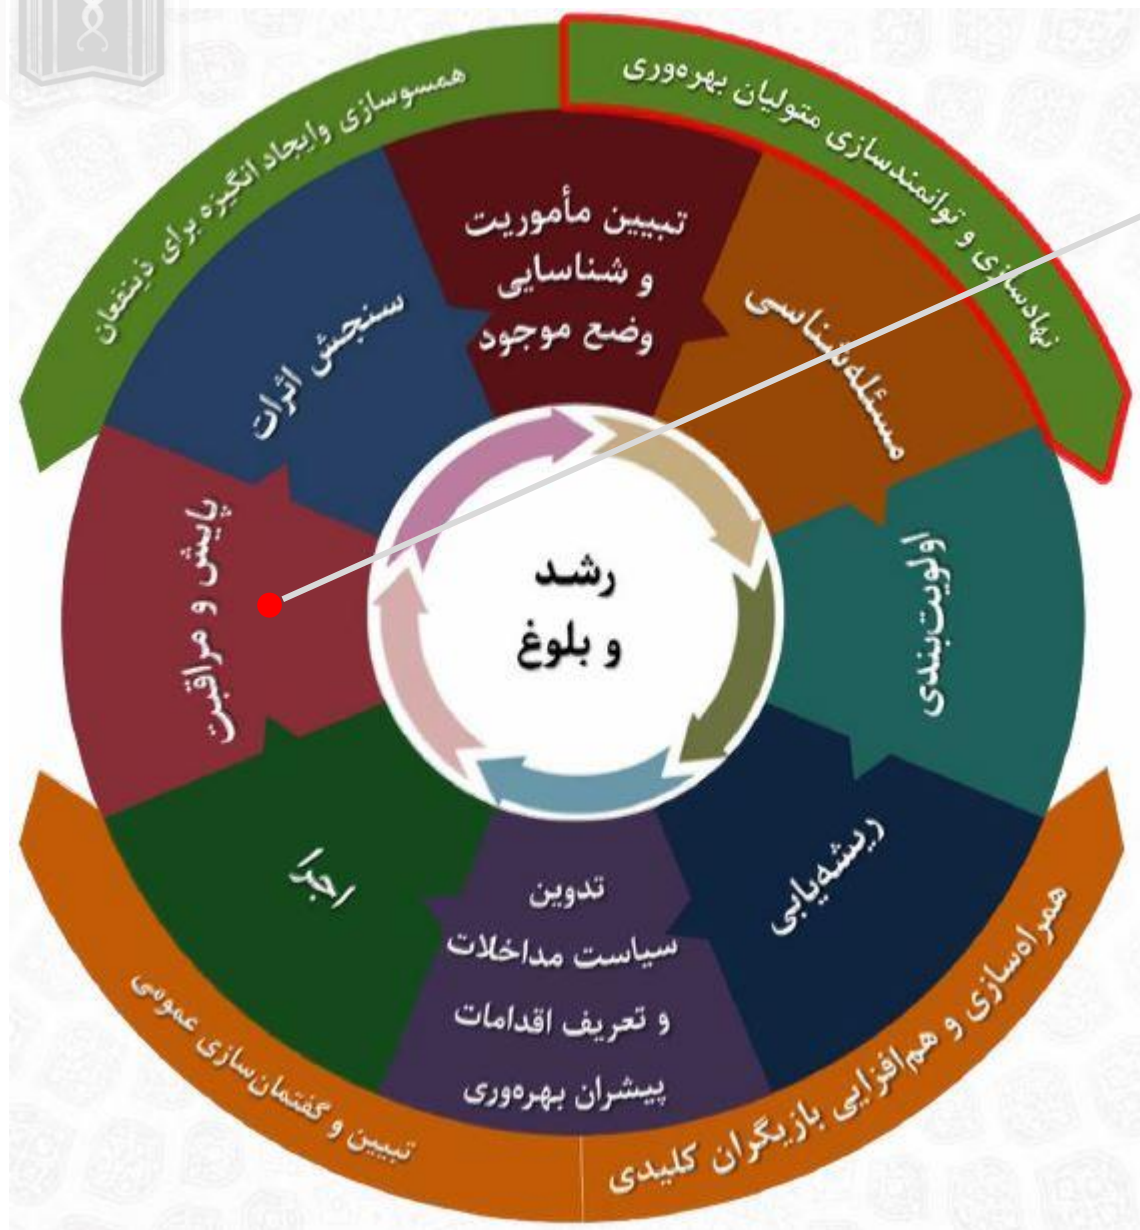 همسوسازی وایجاد انگیزه برای ذینفعان
نهادسازی و توانمندسازی متولیان بهره‌وری
تبیین مأموریت
و شناسایی
وضع موجود
مسئله‌شناسی
اولویت‌بندی
ریشه‌یابی
تدوین
سیاست مداخلات
و تعریف اقدامات
پیشران بهره‌وری
اجرا
پایش و مراقبت
سنجش اثرات
رشد
و بلوغ
همراه‌سازی و هم‌افزایی بازیگران کلیدی
تبیین و گفتمان‌سازی عمومی